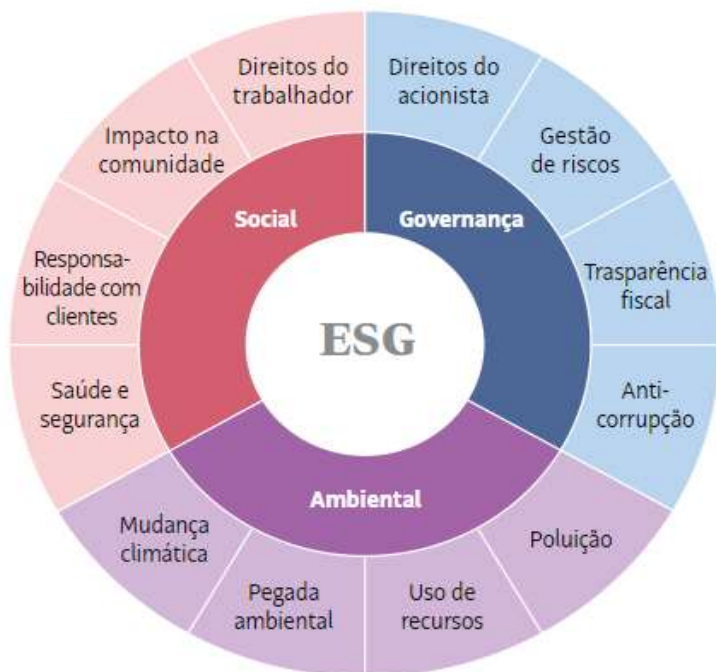 Direitos do
trabalhador
Direitos do
acionista
Impacto na
comunidade
Gestão
de riscos
Social
Governança
Responsa-
bilidade com
clientes
Trasparência
fiscal
ESG
Saúde e
segurança
Anti-
corrupção
Ambiental
Mudança
climática
Poluição
Pegada
ambiental
Uso de
recursos